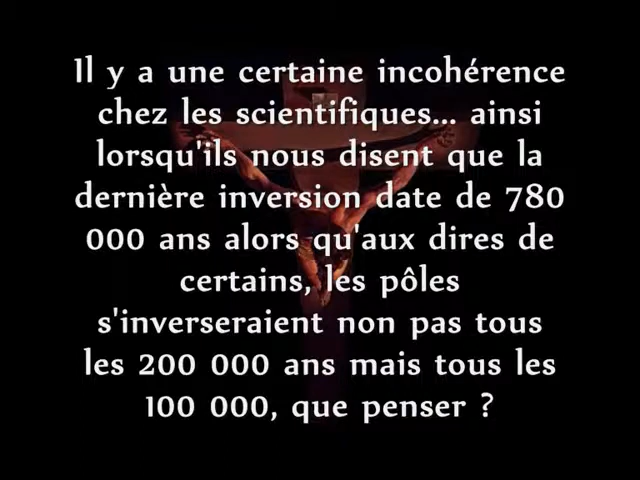 Il y a une certaine incohérence
chez les scientifiques... ainsi
lorsqu'ils nous disent que la
dernière inversion date de 780
000 ans alors qu'aux dires de
certains, les pôles
s'inverseraient non pas tous
les 200 000 ans mais tous les
100 000, que penser ?